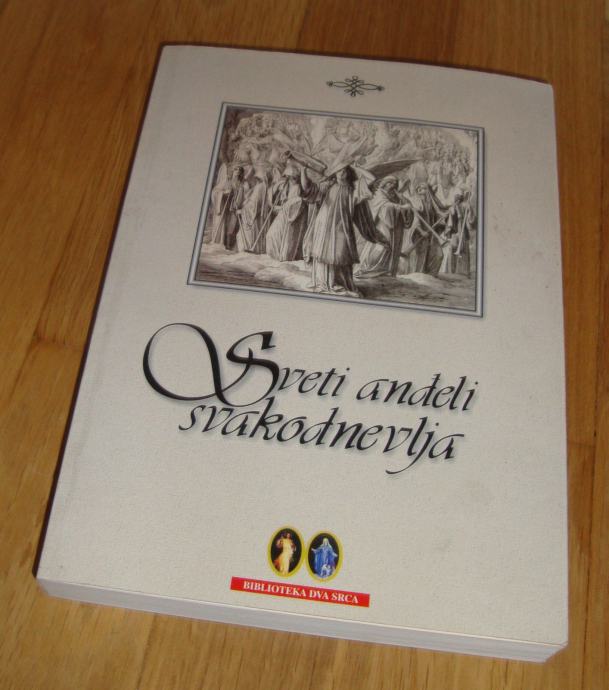 Sveti anđeli
svakodnevlja
BIBLIOTEKA DVA SRCA